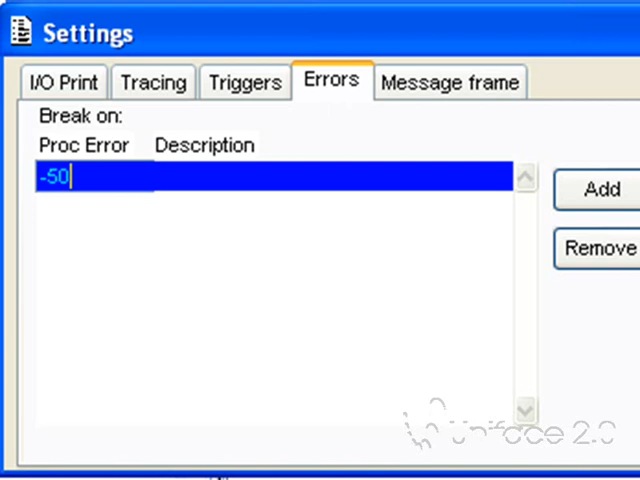 Settings
I/O Print Tracing Triggers Errors Message frame
Break on:
Proc Error Description
-50
Add
Remove
Uniface 2.0